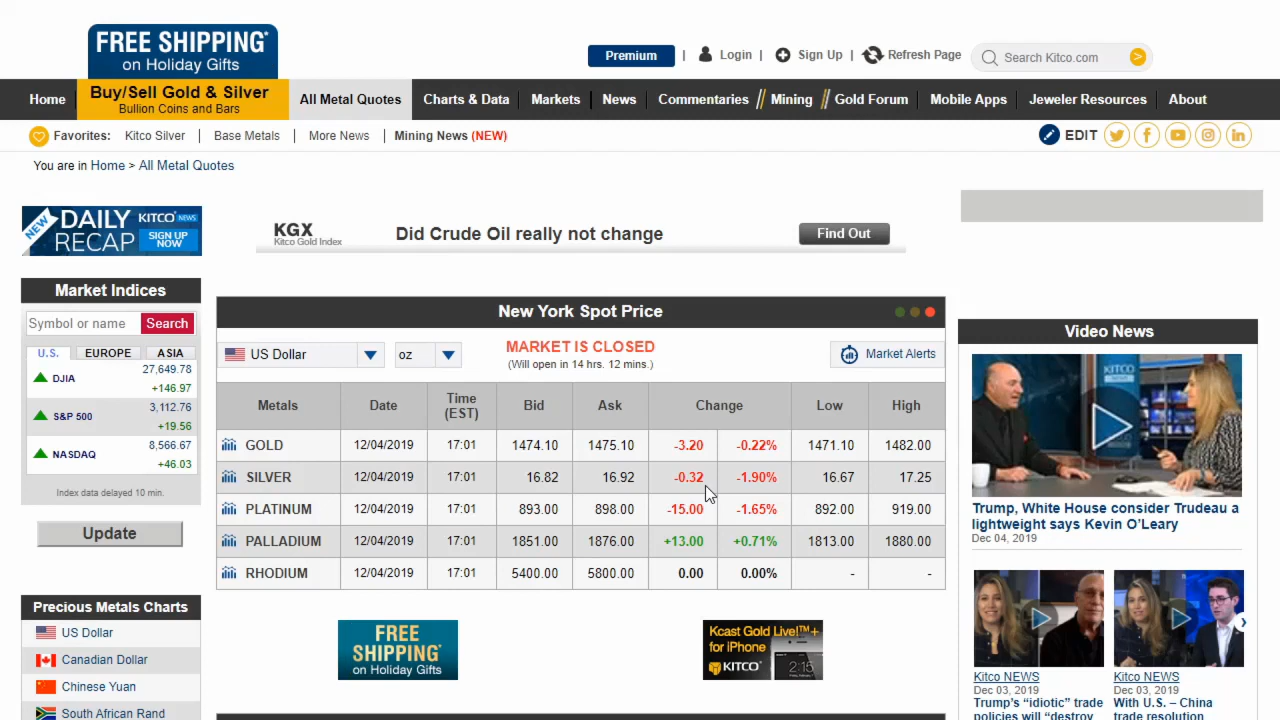 FREE SHIPPING*
on Holiday Gifts
Premium | Login | Sign Up | Refresh Page Search Kitco.com >
Home Buy/Sell Gold & Silver All Metal Quotes Charts & Data Markets News Commentaries // Mining // Gold Forum Mobile Apps Jeweler Resources About
Bullion Coins and Bars
Favorites: Kitco Silver | Base Metals | More News | Mining News (NEW) EDIT
You are in Home > All Metal Quotes
NEW DAILY RECAP KITCO NEWS SIGN UP NOW
KGX
Kitco Gold Index
Did Crude Oil really not change
Find Out
Market Indices
Symbol or name Search
U.S. EUROPE ASIA
DJIA 27,649.78
+146.97
S&P 500 3,112.76
+19.56
NASDAQ 8,566.67
+46.03
Index data delayed 10 min.
Update
Precious Metals Charts
US Dollar
Canadian Dollar
Chinese Yuan
South African Rand
New York Spot Price
US Dollar oz MARKET IS CLOSED Market Alerts
(Will open in 14 hrs. 12 mins.)
Metals Date Time (EST) Bid Ask Change Low High
GOLD 12/04/2019 17:01 1474.10 1475.10 -3.20 -0.22% 1471.10 1482.00
SILVER 12/04/2019 17:01 16.82 16.92 -0.32 -1.90% 16.67 17.25
PLATINUM 12/04/2019 17:01 893.00 898.00 -15.00 -1.65% 892.00 919.00
PALLADIUM 12/04/2019 17:01 1851.00 1876.00 +13.00 +0.71% 1813.00 1880.00
RHODIUM 12/04/2019 17:01 5400.00 5800.00 0.00 0.00% - -
FREE
SHIPPING*
on Holiday Gifts
Kcast Gold Live!™+
for iPhone
KITCO 2:15
Video News
KITCO
Trump, White House consider Trudeau a
lightweight says Kevin O'Leary
Dec 04, 2019
Kitco NEWS
Dec 03, 2019
Trump's "idiotic" trade
policies will "destroy
Kitco NEWS
Dec 03, 2019
With U.S. – China
trade resolution